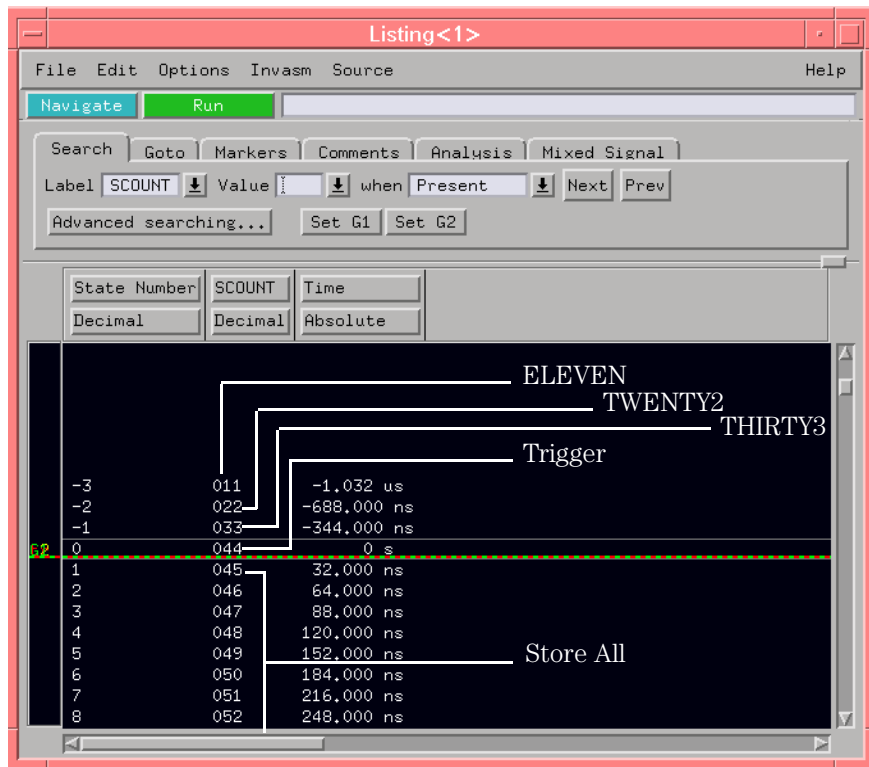 Listing<1>
File Edit Options Invasm Source Help
Navigate Run
Search Goto Markers Comments Analysis Mixed Signal
Label SCOUNT Value when Present Next Prev
Advanced searching... Set G1 Set G2
State Number SCOUNT Time
Decimal Decimal Absolute
ELEVEN
TWENTY2
THIRTY3
Trigger
-3 011 -1.032 us
-2 022 -688.000 ns
-1 033 -344.000 ns
G2 0 044 0 s
1 045 32.000 ns
2 046 64.000 ns
3 047 88.000 ns
4 048 120.000 ns
5 049 152.000 ns Store All
6 050 184.000 ns
7 051 216.000 ns
8 052 248.000 ns